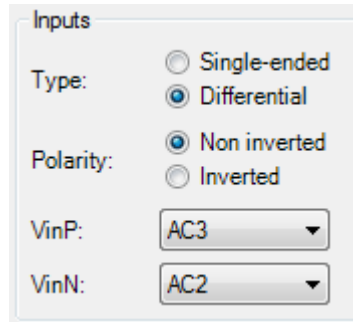 Inputs
Type:
Single-ended
Differential
Polarity:
Non inverted
Inverted
VinP:
AC3
VinN:
AC2